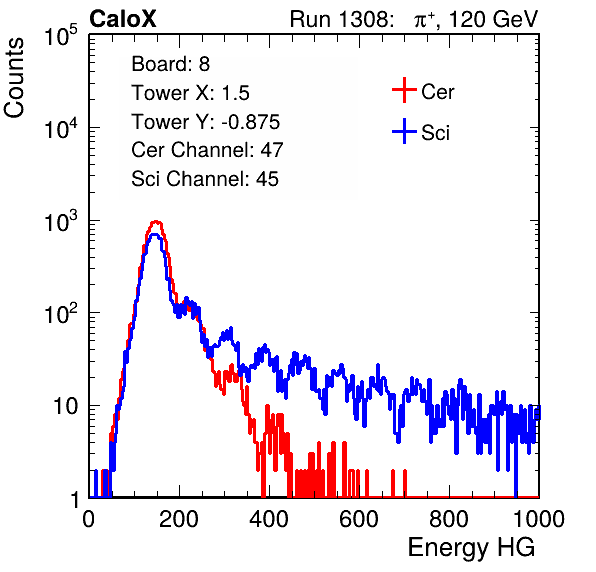 CaloX Run 1308: π⁺, 120 GeV
Counts
10⁵
10⁴
10³
10²
10
1
Board: 8
Tower X: 1.5
Tower Y: -0.875
Cer Channel: 47
Sci Channel: 45
Cer
Sci
0 200 400 600 800 1000
Energy HG